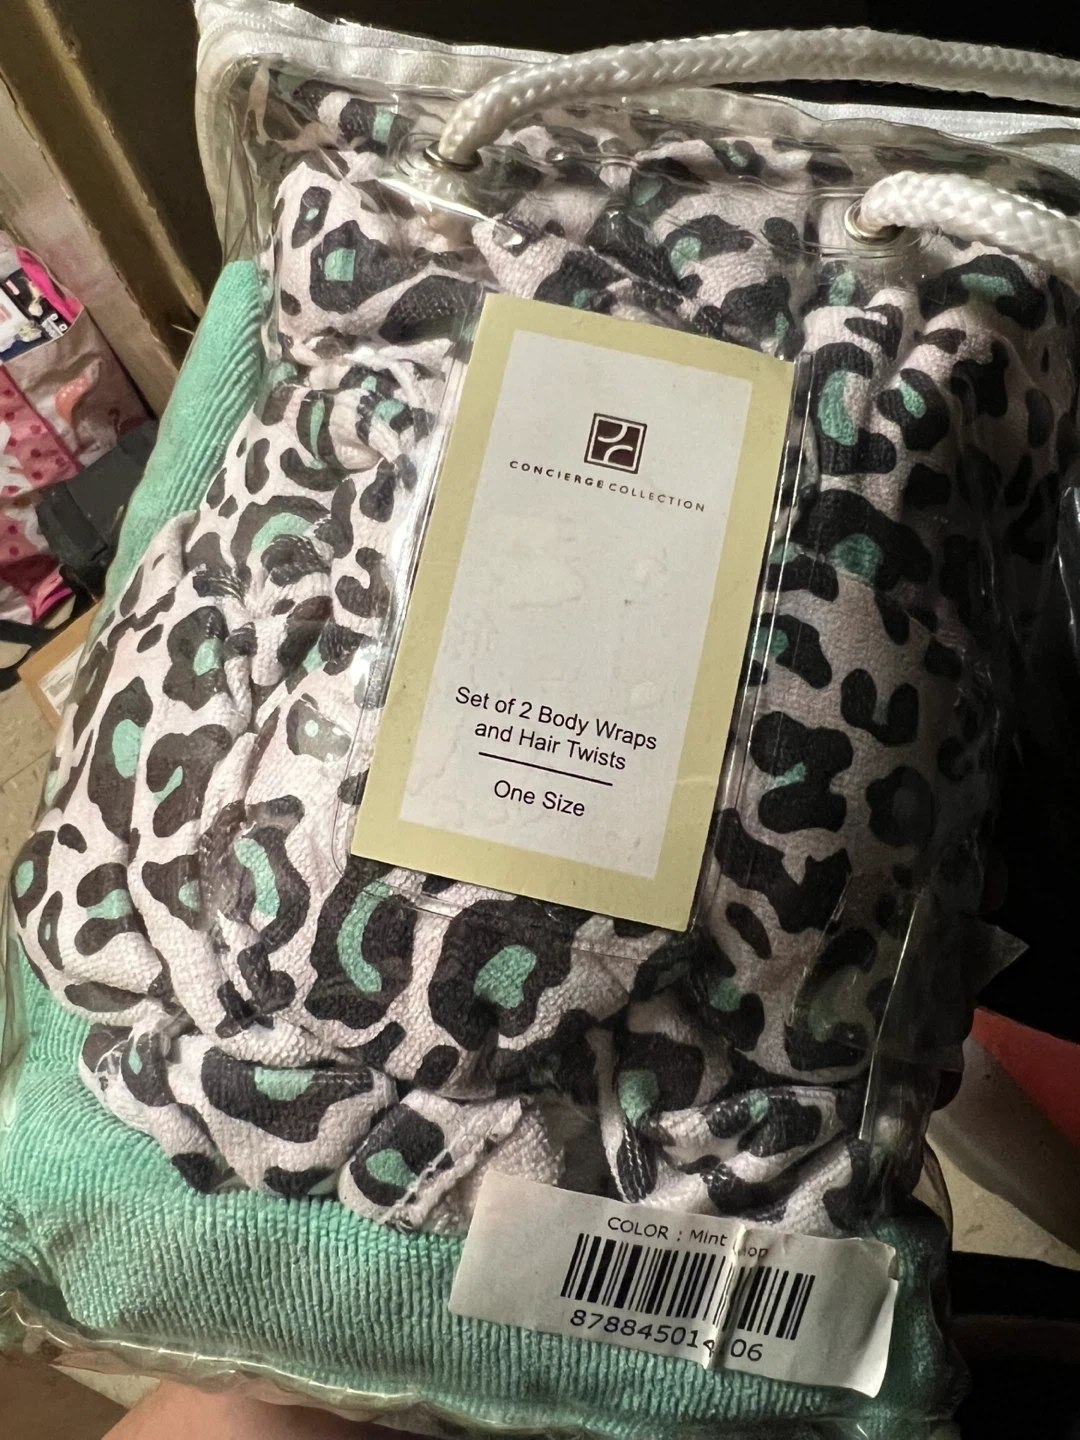 CONCIERGE COLLECTION
Set of 2 Body Wraps
and Hair Twists
One Size
COLOR : Mint